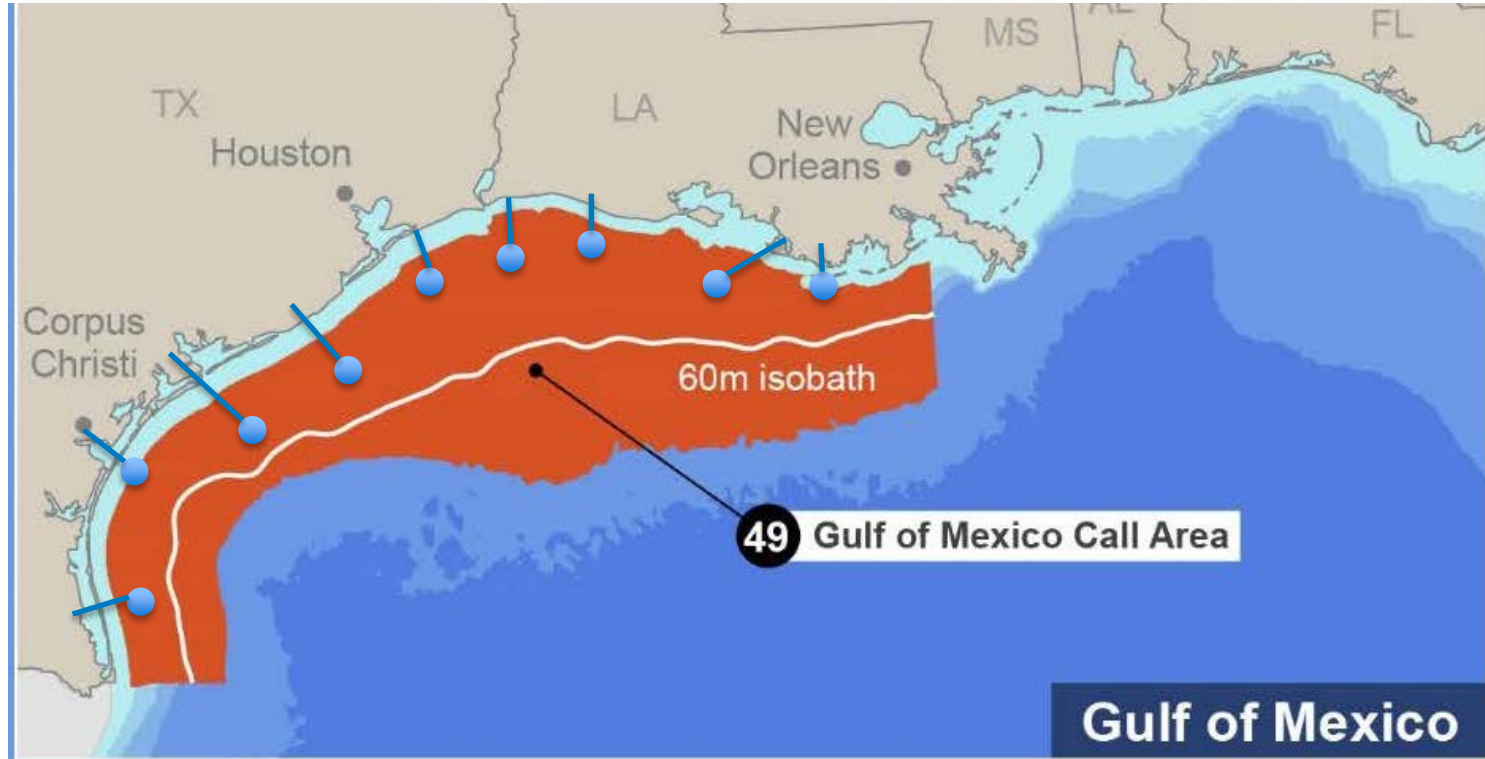 MS
AL
FL
TX
LA
Houston
New
Orleans
Corpus
Christi
60m isobath
49 Gulf of Mexico Call Area
Gulf of Mexico